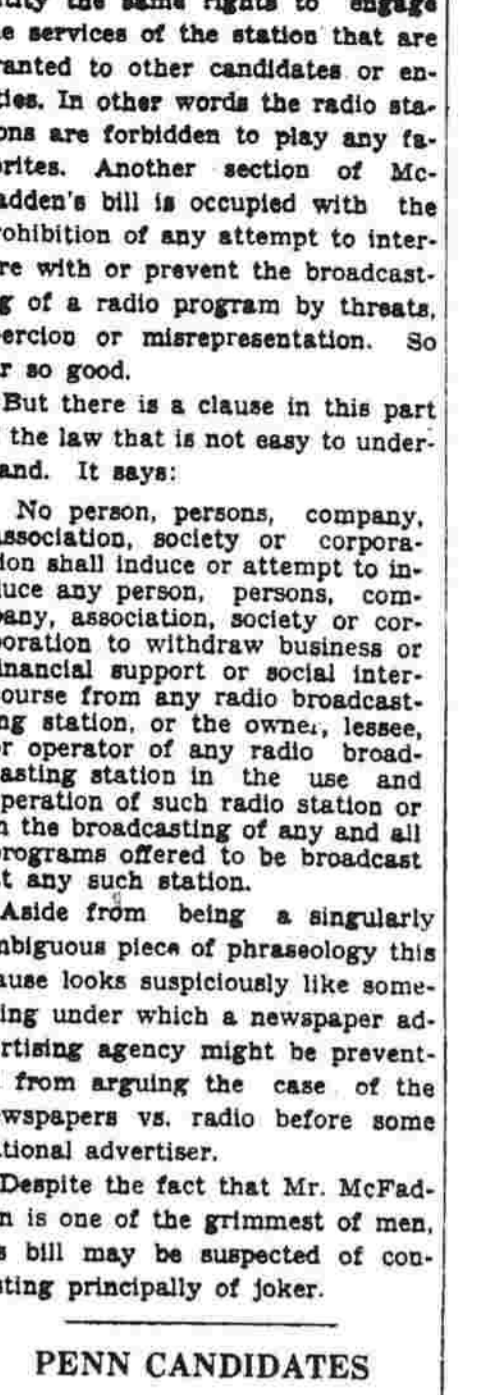 the same rights to engage
e services of the station that are
ranted to other candidates or en-
ties. In other words the radio sta-
ons are forbidden to play any fa-
rites. Another section of Mc-
adden's bill is occupied with the
rohibition of any attempt to inter-
re with or prevent the broadcast-
g of a radio program by threats,
ercion or misrepresentation. So
r so good.
But there is a clause in this part
the law that is not easy to under-
and. It says:
No person, persons, company,
ssociation, society or corpora-
ion shall induce or attempt to in-
uce any person, persons, com-
pany, association, society or cor-
oration to withdraw business or
inancial support or social inter-
ourse from any radio broadcast-
ng station, or the owner, lessee,
r operator of any radio broad-
asting station in the use and
peration of such radio station or
n the broadcasting of any and all
rograms offered to be broadcast
t any such station.
Aside from being a singularly
mbiguous piece of phraseology this
ause looks suspiciously like some-
ing under which a newspaper ad-
rtising agency might be prevent-
from arguing the case of the
wspapers vs. radio before some
tional advertiser.
Despite the fact that Mr. McFad-
n is one of the grimmest of men,
s bill may be suspected of con-
sting principally of joker.
PENN CANDIDATES